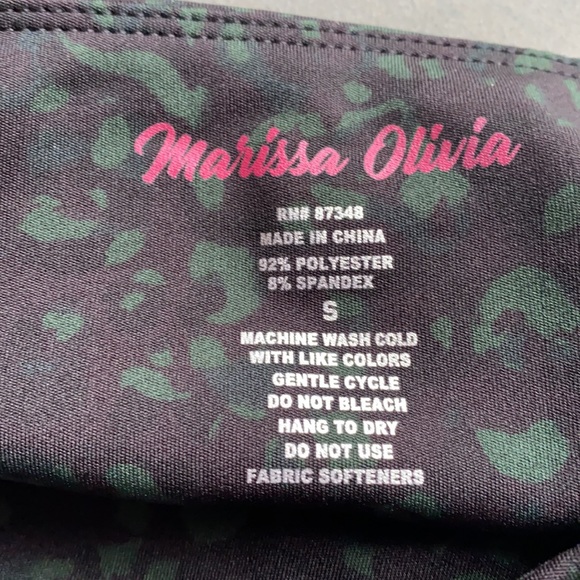 Marissa Olivia
RN# 87348
MADE IN CHINA
92% POLYESTER
8% SPANDEX
S
MACHINE WASH COLD
WITH LIKE COLORS
GENTLE CYCLE
DO NOT BLEACH
HANG TO DRY
DO NOT USE
FABRIC SOFTENERS